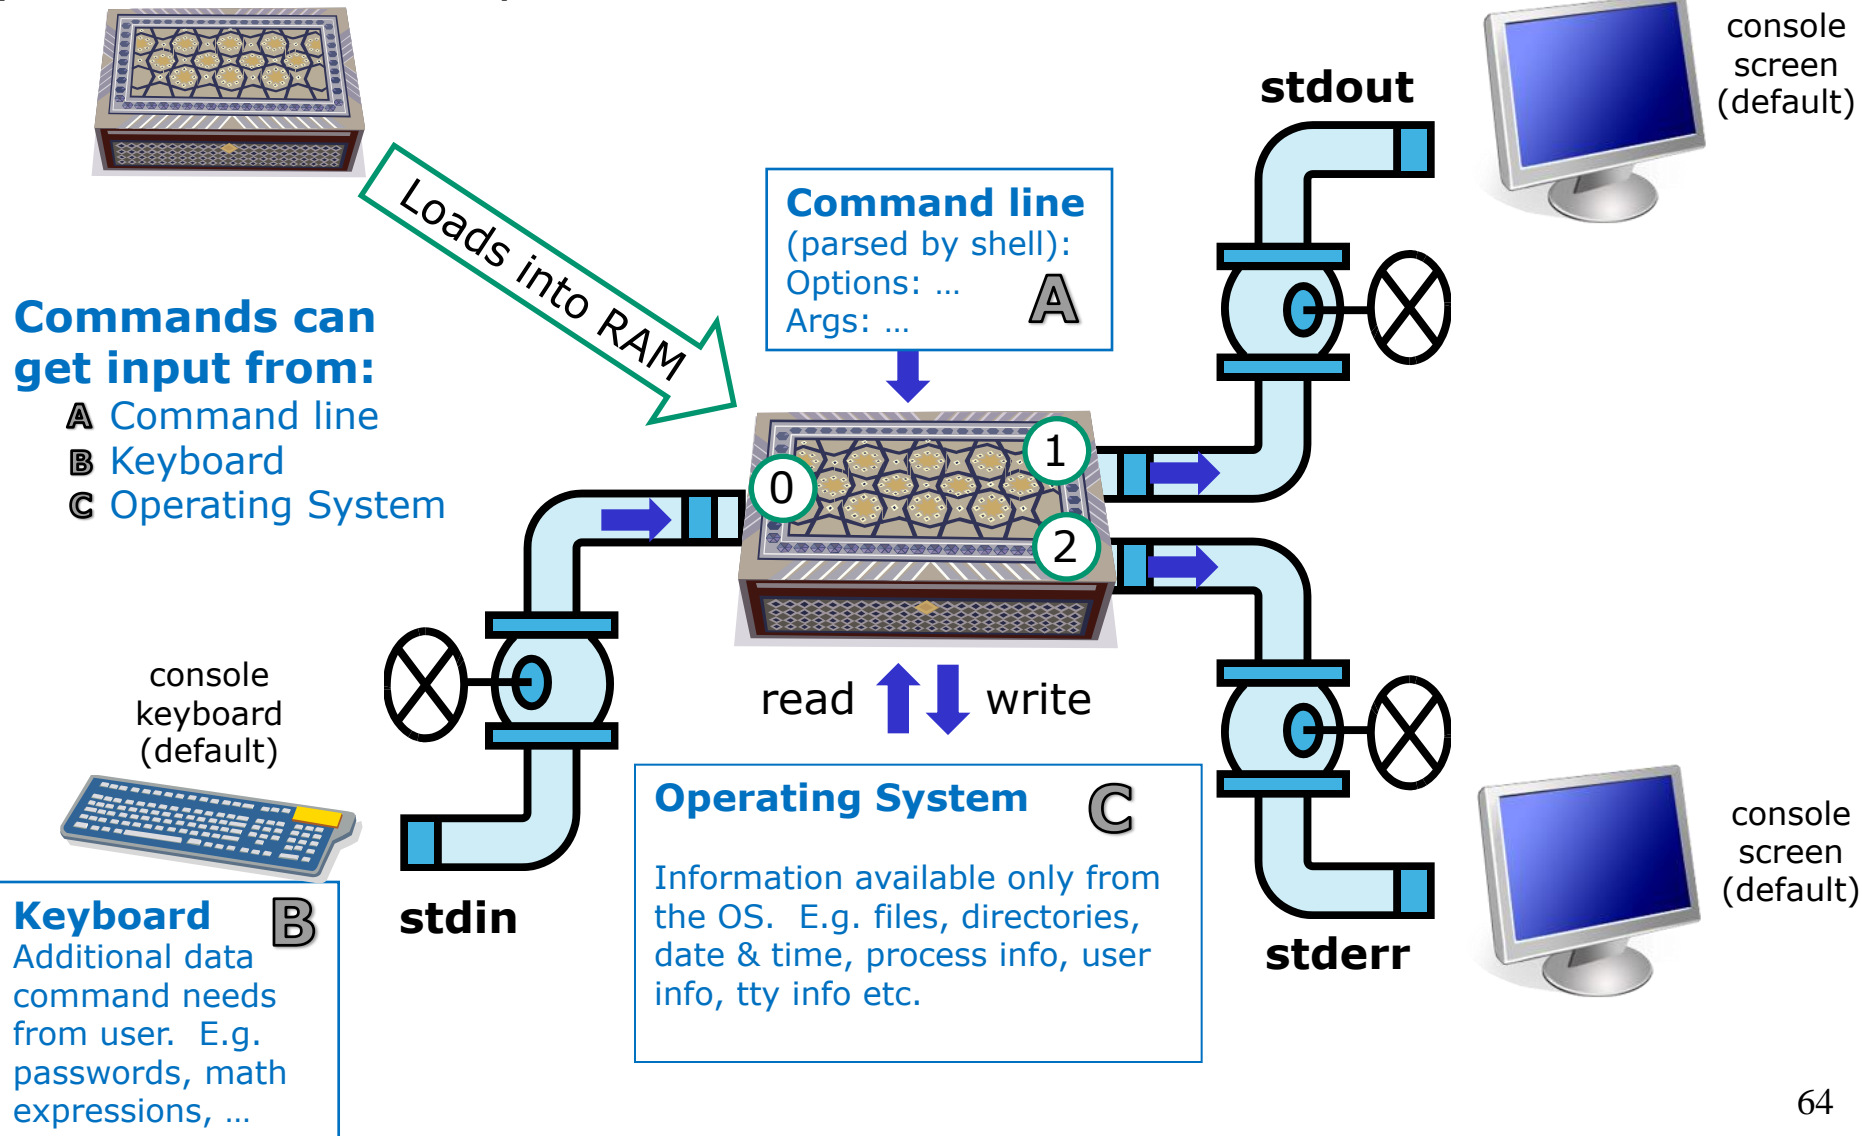 console
screen
(default)
stdout
Loads into RAM
Command line
(parsed by shell):
Options: …
Args: …
A
Commands can
get input from:
A Command line
B Keyboard
C Operating System
0
1
2
console
keyboard
(default)
read
write
stdin
Keyboard
B
Additional data
command needs
from user. E.g.
passwords, math
expressions, …
Operating System
C
Information available only from
the OS. E.g. files, directories,
date & time, process info, user
info, tty info etc.
stderr
console
screen
(default)
64